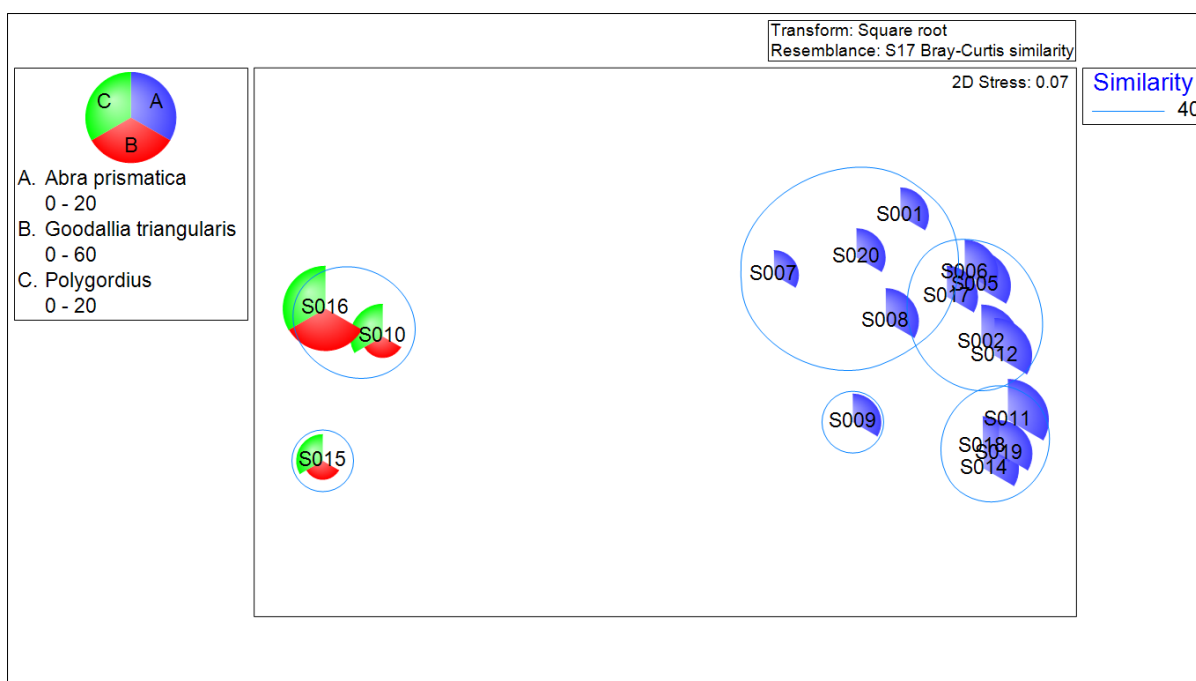 Transform: Square root
Resemblance: S17 Bray-Curtis similarity
2D Stress: 0.07
Similarity
40
C
A
B
A. Abra prismatica
0 - 20
B. Goodallia triangularis
0 - 60
C. Polygordius
0 - 20
S001
S020
S007
S006
S005
S017
S008
S016
S010
S002
S012
S009
S011
S018
S019
S014
S015